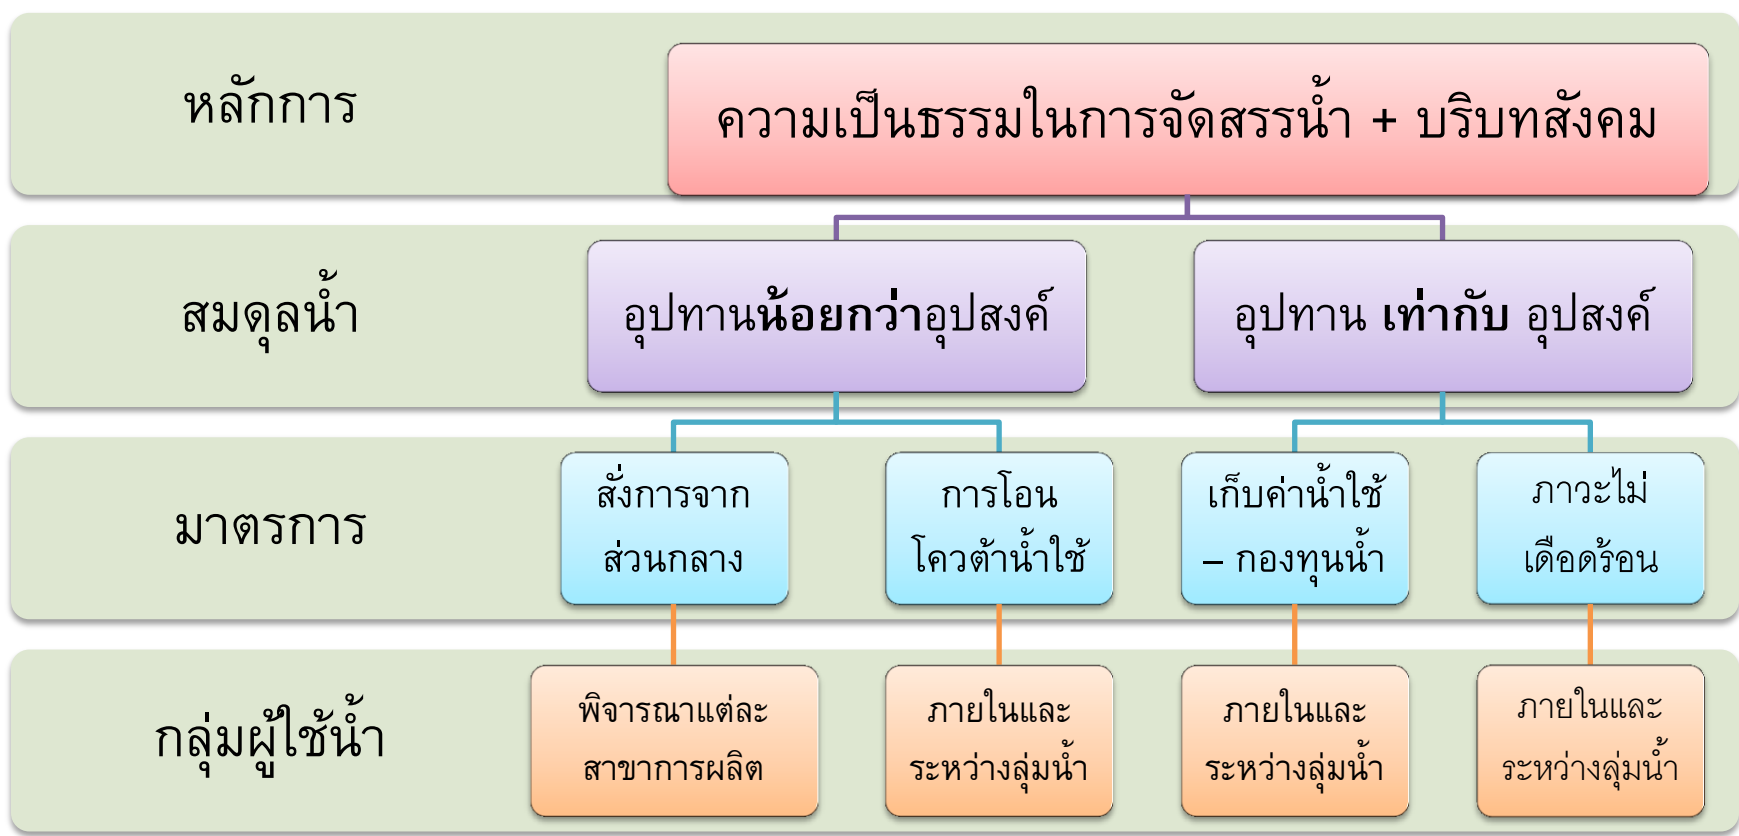 หลักการ
ความเป็นธรรมในการจัดสรรน้ำ + บริบทสังคม
สมดุลน้ำ
อุปทานน้อยกว่าอุปสงค์
อุปทาน เท่ากับ อุปสงค์
มาตรการ
สั่งการจาก
ส่วนกลาง
การโอน
โควต้าน้ำใช้
เก็บค่าน้ำใช้
– กองทุนน้ำ
ภาวะไม่
เดือดร้อน
กลุ่มผู้ใช้น้ำ
พิจารณาแต่ละ
สาขาการผลิต
ภายในและ
ระหว่างลุ่มน้ำ
ภายในและ
ระหว่างลุ่มน้ำ
ภายในและ
ระหว่างลุ่มน้ำ